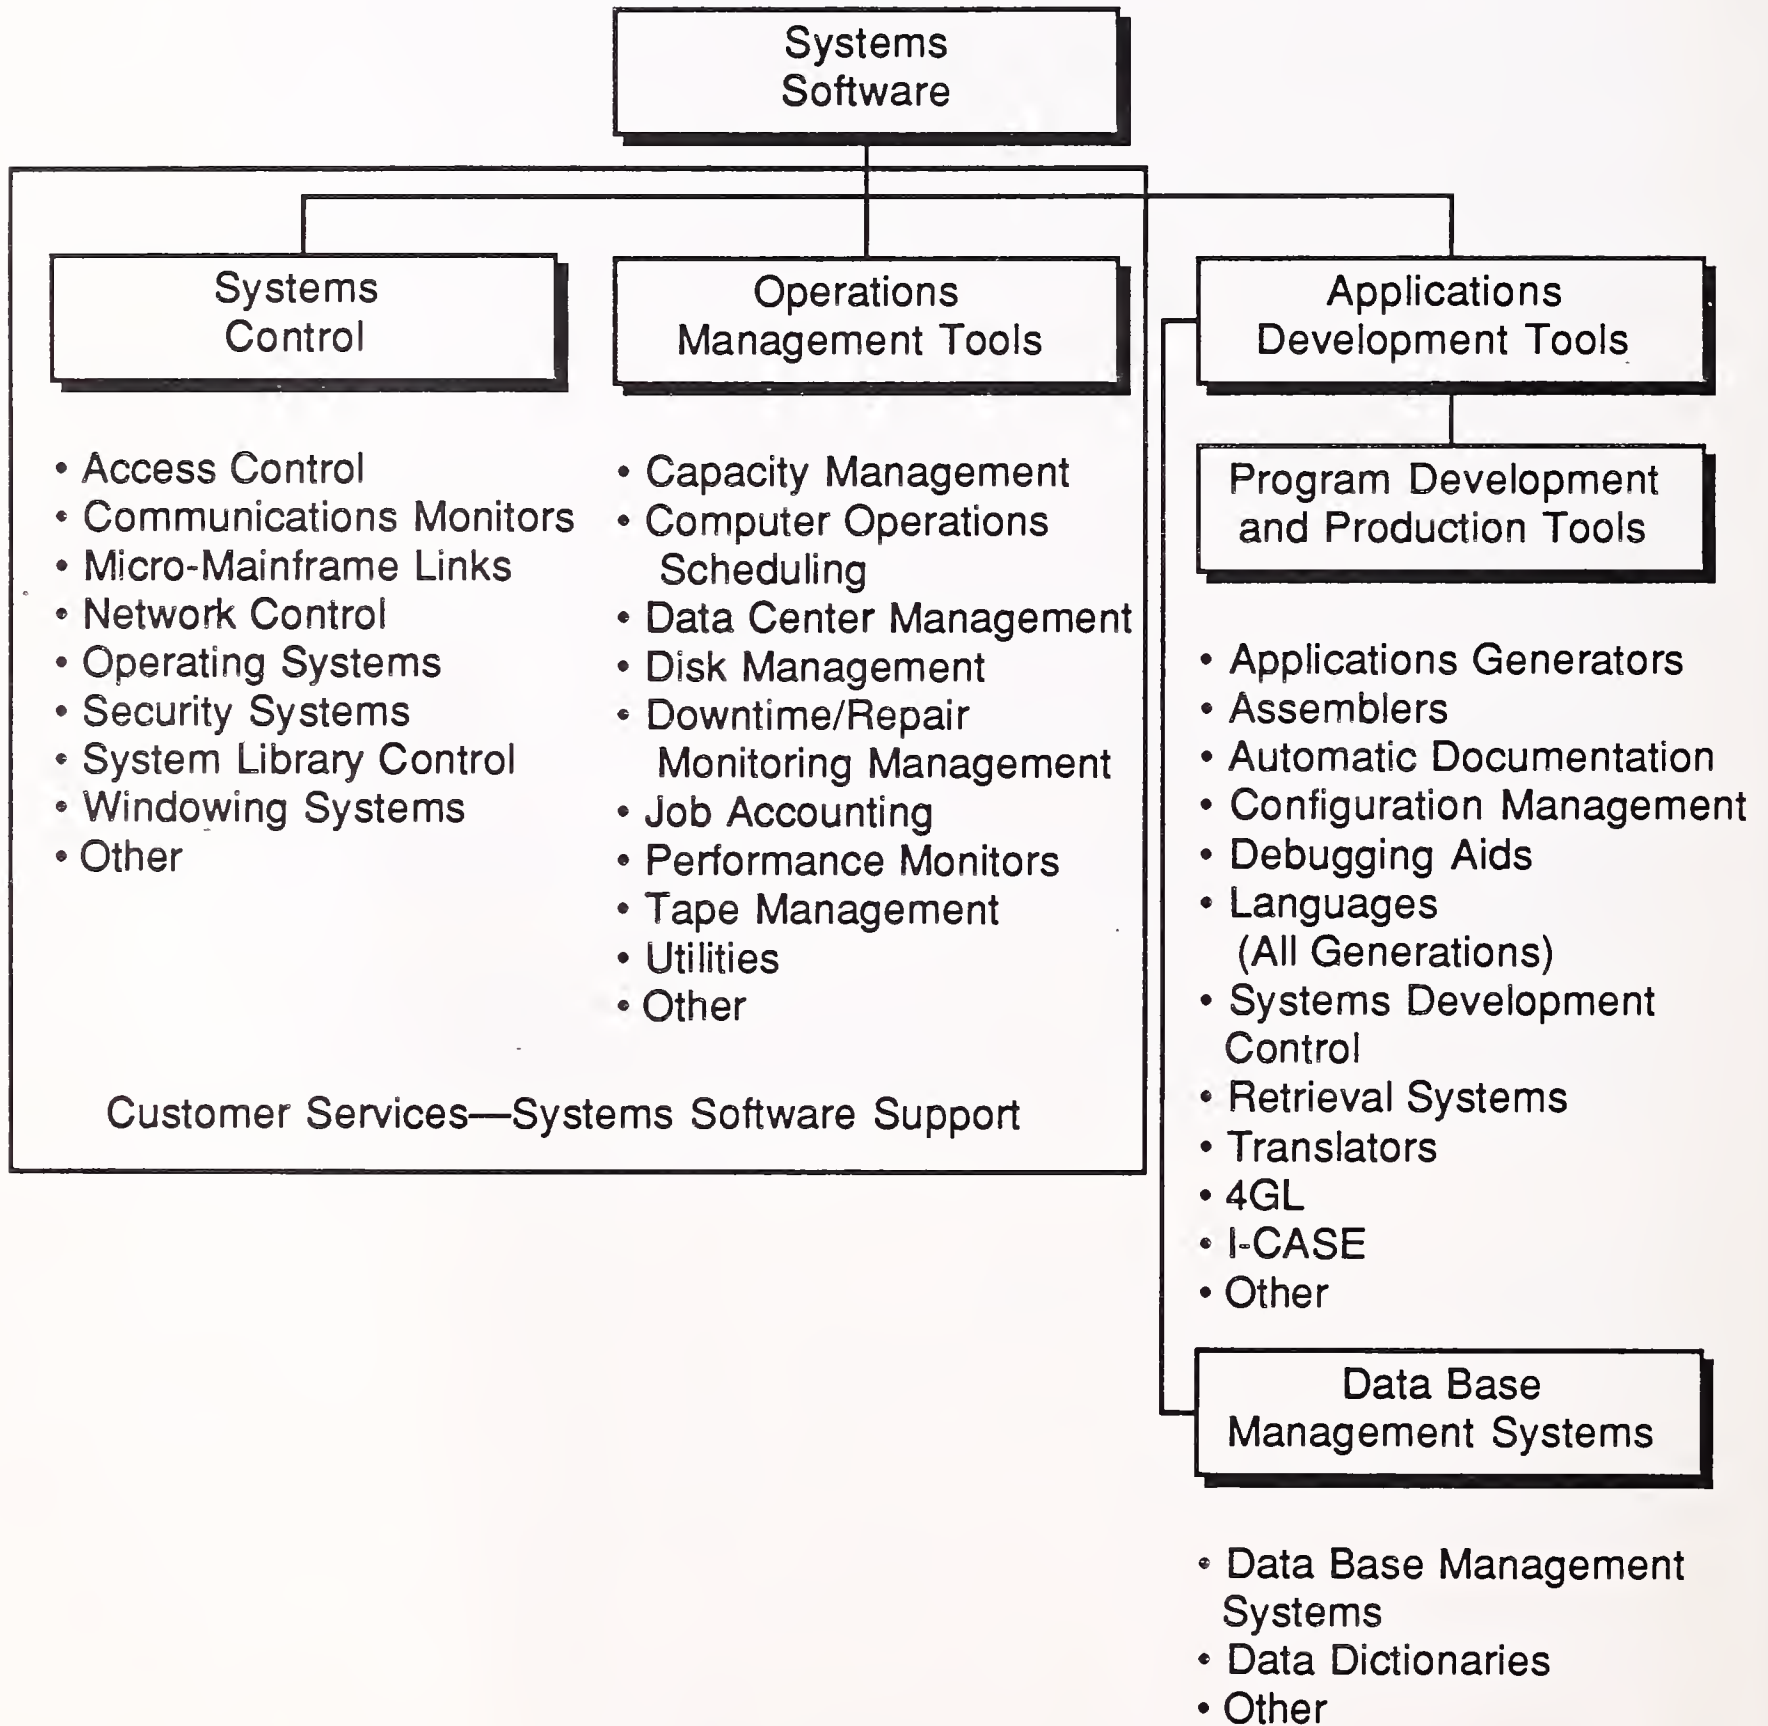 Systems
Software
Systems
Control
• Access Control
• Communications Monitors
• Micro-Mainframe Links
• Network Control
• Operating Systems
• Security Systems
• System Library Control
• Windowing Systems
• Other
Operations
Management Tools
• Capacity Management
• Computer Operations
Scheduling
• Data Center Management
• Disk Management
• Downtime/Repair
Monitoring Management
• Job Accounting
• Performance Monitors
• Tape Management
• Utilities
• Other
Customer Services—Systems Software Support
Applications
Development Tools
Program Development
and Production Tools
• Applications Generators
• Assemblers
• Automatic Documentation
• Configuration Management
• Debugging Aids
• Languages
(All Generations)
• Systems Development
Control
• Retrieval Systems
• Translators
• 4GL
• I-CASE
• Other
Data Base
Management Systems
• Data Base Management
Systems
• Data Dictionaries
• Other